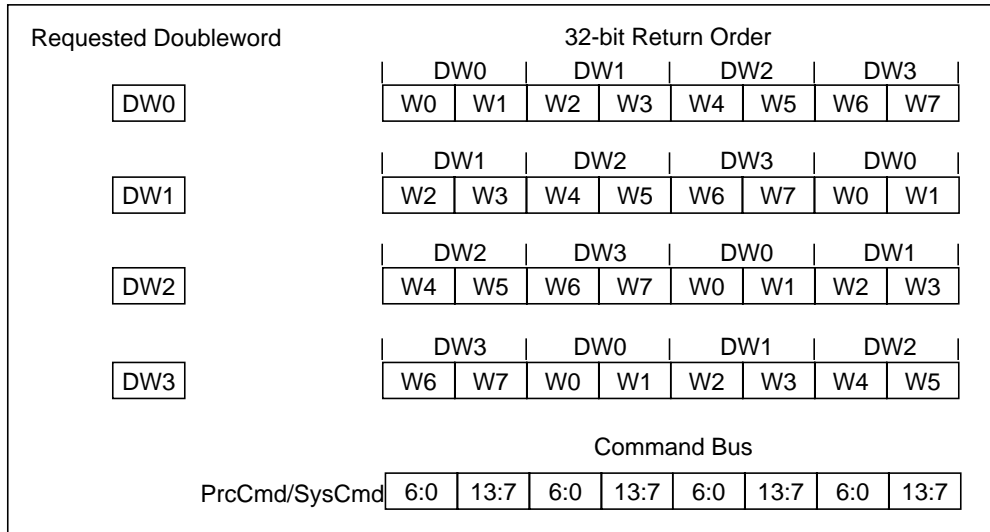 Requested Doubleword 32-bit Return Order
DW0 DW1 DW2 DW3
DW0 W0 W1 W2 W3 W4 W5 W6 W7
DW1 DW2 DW3 DW0
DW1 W2 W3 W4 W5 W6 W7 W0 W1
DW2 DW3 DW0 DW1
DW2 W4 W5 W6 W7 W0 W1 W2 W3
DW3 DW0 DW1 DW2
DW3 W6 W7 W0 W1 W2 W3 W4 W5
Command Bus
PrcCmd/SysCmd 6:0 13:7 6:0 13:7 6:0 13:7 6:0 13:7